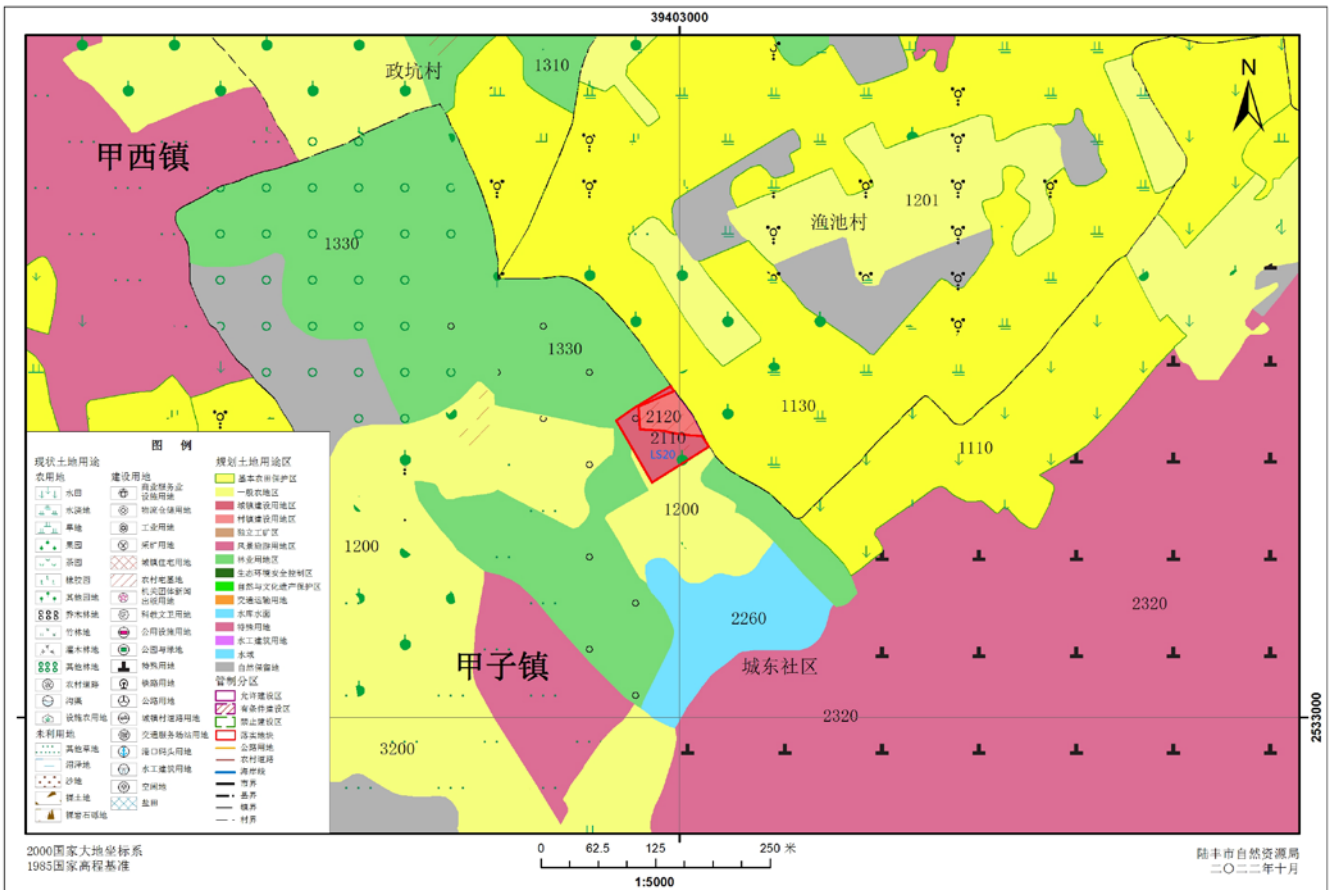 39403000
N
政坑村
1310
甲西镇
1201
渔池村
1330
1330
2120
2110
LS20
1130
1110
1200
1200
2260
2320
城东社区
甲子镇
2320
3200
2533000
图 例
现状土地用途
农用地
水田
水浇地
旱地
果园
茶园
橡胶园
其他园地
乔木林地
竹林地
灌木林地
其他林地
农村道路
沟渠
设施农用地
未利用地
其他草地
沼泽地
沙地
裸土地
裸岩石砾地
建设用地
商业服务业
设施用地
物流仓储用地
工业用地
采矿用地
城镇住宅用地
农村宅基地
机关团体新闻
出版用地
科教文卫用地
公用设施用地
公园与绿地
特殊用地
铁路用地
公路用地
城镇村道路用地
交通服务场站用地
港口码头用地
水工建筑用地
空闲地
盐田
规划土地用途区
基本农田保护区
一般农地区
城镇建设用地区
村镇建设用地区
独立工矿区
风景旅游用地区
林业用地区
生态环境安全控制区
自然与文化遗产保护区
交通运输用地
水库水面
特殊用地
水工建筑用地
水域
自然保留地
管制分区
允许建设区
有条件建设区
禁止建设区
落实地块
公路用地
农村道路
海岸线
市界
县界
镇界
村界
2000国家大地坐标系
1985国家高程基准
0 62.5 125 250 米
1:5000
陆丰市自然资源局
二〇二二年十月